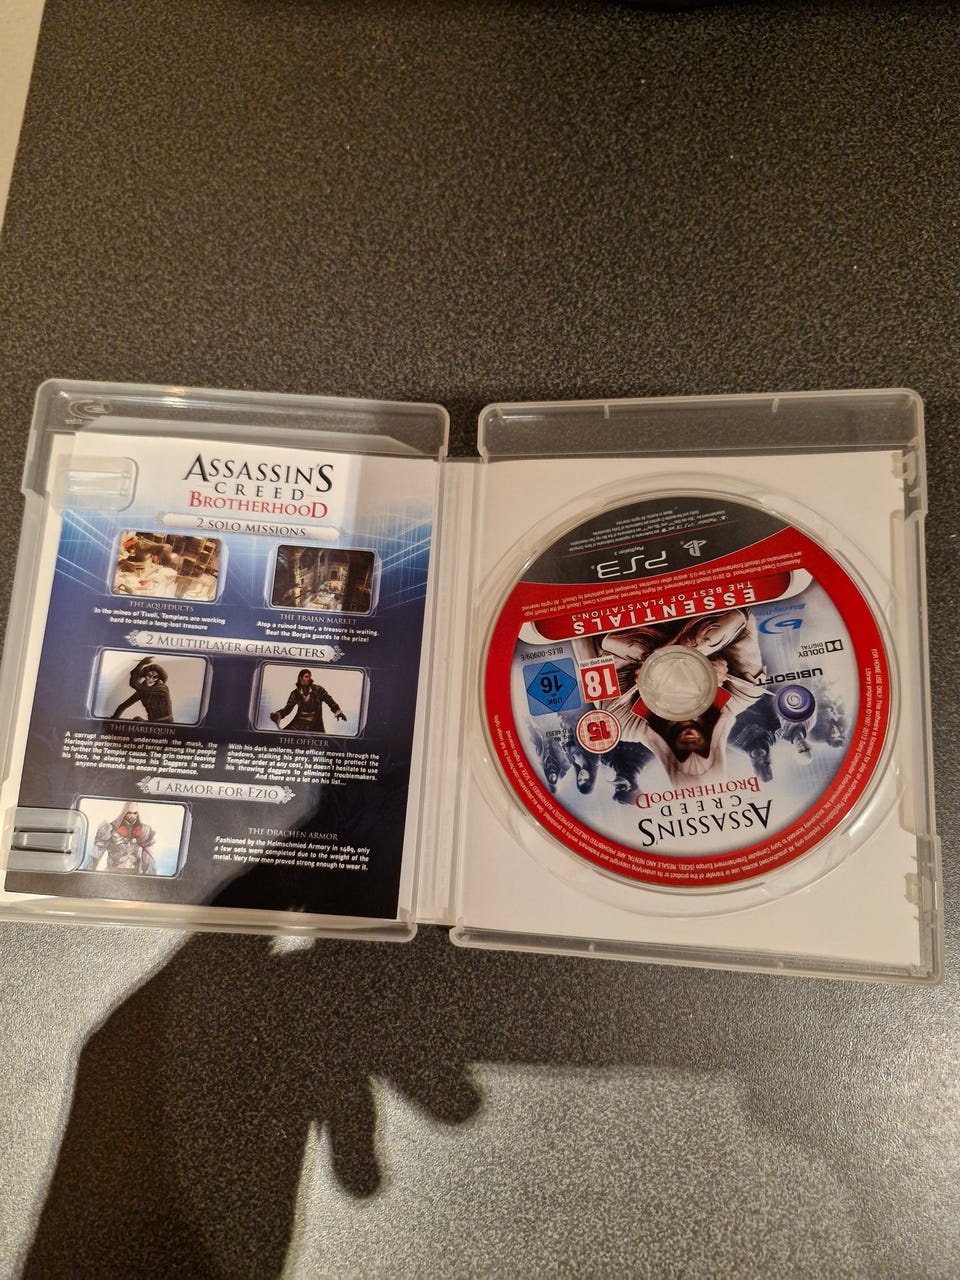 ASSASSIN'S
CREED
BROTHERHOOD
2 SOLO MISSIONS
THE AQUEDUCTS
In the mines of Tivoli, Templars are working
hard to steal a long-lost treasure
THE TRAJAN MARKET
Atop a ruined tower, a treasure is waiting.
Beat the Borgia guards to the prize!
2 MULTIPLAYER CHARACTERS
THE HARLEQUIN
A corrupt nobleman underneath the mask, the
Harlequin performs acts of terror among the people
to further the Templar cause. The grin never leaving
his face, he always keeps his Daggers in case
anyone demands an encore performance.
THE OFFICER
With his dark uniform, the officer moves through the
shadows, stalking his prey. Willing to protect the
Templar order at any cost, he doesn't hesitate to use
his throwing daggers to eliminate troublemakers.
And there are a lot on his list...
1 ARMOR FOR EZIO
THE DRACHEN ARMOR
Fashioned by the Helmschmied Armory in 1489, only
a few sets were completed due to the weight of the
metal. Very few men proved strong enough to wear it.
ASSASSIN'S
CREED
BROTHERHOOD
UBISOFT
DOLBY
DIGITAL
Blu-ray Disc
15
18
www.pegi.info
USK
16
BLES-00909/E
ESSENTIALS
THE BEST OF PLAYSTATION®3
PS3
PlayStation 3